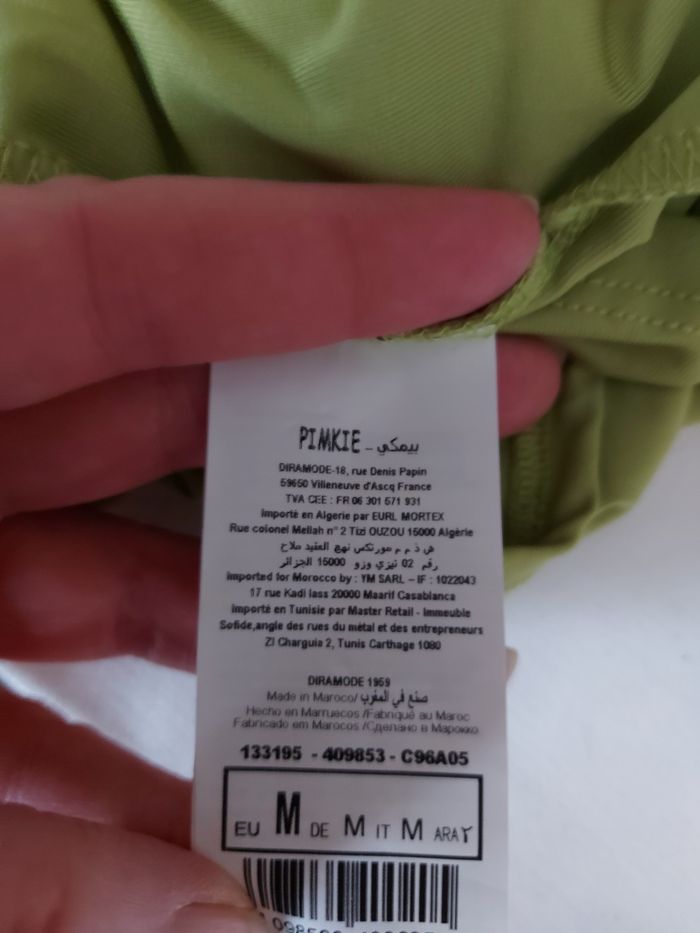 PIMKIE - بيمكي
DIRAMODE-18, rue Denis Papin
59650 Villeneuve d'Ascq France
TVA CEE : FR 06 301 571 931
Importé en Algerie par EURL MORTEX
Rue colonel Mellah n° 2 Tizi OUZOU 15000 Algérie
ش ذ م م مورتكس نهج العقيد ملاح
رقم 02 تيزي وزو 15000 الجزائر
Imported for Morocco by : YM SARL - IF : 1022043
17 rue Kadi Iass 20000 Maarif Casablanca
Importé en Tunisie par Master Retail - Immeuble
Sofide,angle des rues du métal et des entrepreneurs
ZI Charguia 2, Tunis Carthage 1080
DIRAMODE 1959
Made in Maroco/ صنع في المغرب
Hecho en Marruecos /Fabriqué au Maroc
Fabricado em Marocos /Сделано в Марокко
133195 - 409853 - C96A05
EU M DE M IT M ARA ٢